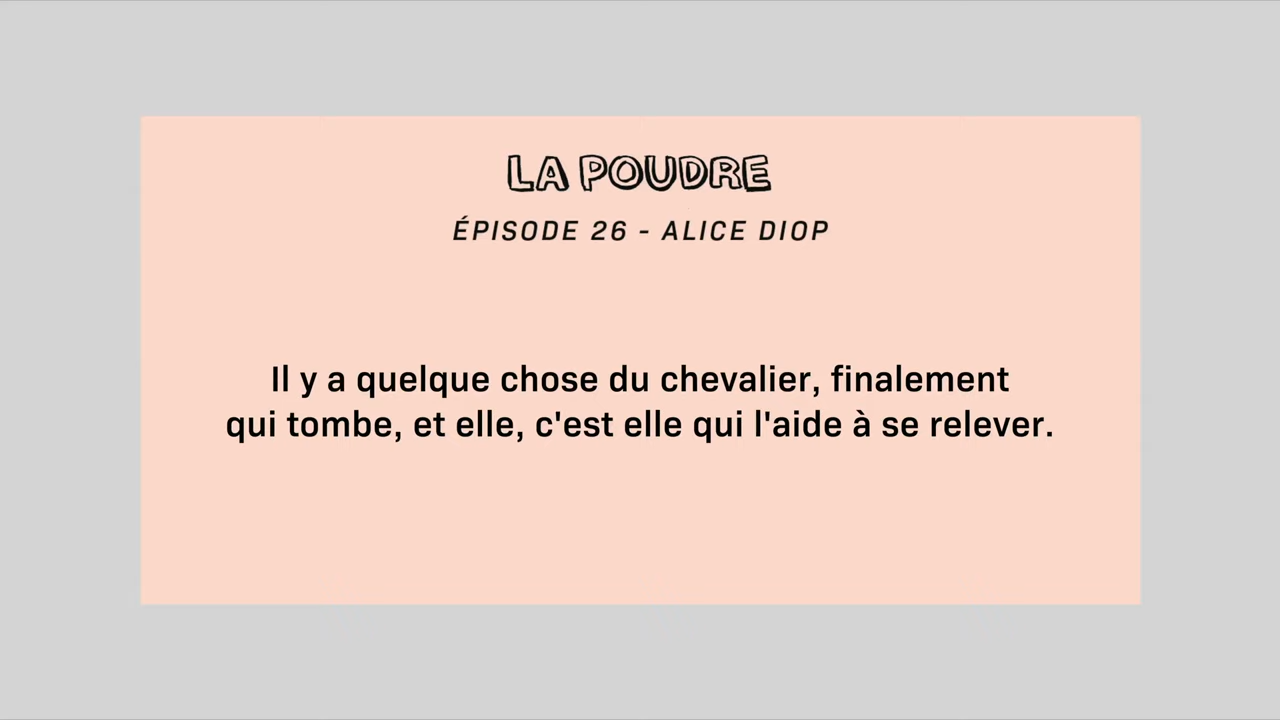 LA POUDRE
ÉPISODE 26 - ALICE DIOP
Il y a quelque chose du chevalier, finalement
qui tombe, et elle, c'est elle qui l'aide à se relever.